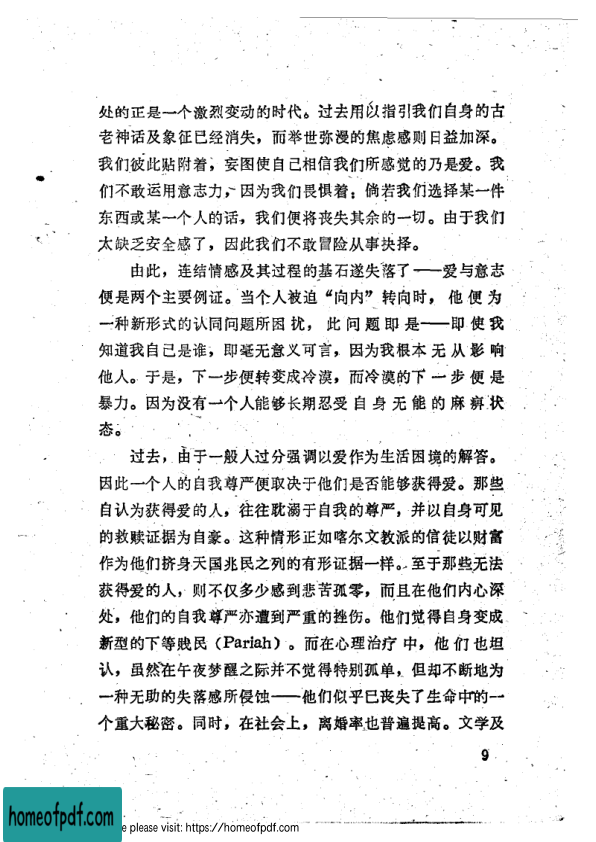 处的正是一个激烈变动的时代。过去用以指引我们自身的古
老神话及象征已经消失，而举世弥漫的焦虑感则日益加深。
我们彼此贴附着，妄图使自己相信我们所感觉的乃是爱。我
们不敢运用意志力，因为我们畏惧着；倘若我们选择某一件
东西或某一个人的话，我们便将丧失其余的一切。由于我们
太缺乏安全感了，因此我们不敢冒险从事抉择。
由此，连结情感及其过程的基石遂失落了——爱与意志
便是两个主要例证。当个人被迫“向内”转向时，他便为
一种新形式的认同问题所困扰，此问题即是——即使我
知道我自己是谁，即毫无意义可言，因为我根本无从影响
他人。于是，下一步便转变成冷漠，而冷漠的下一步便是
暴力。因为没有一个人能够长期忍受自身无能的麻痹状
态。
过去，由于一般人过分强调以爱作为生活困境的解答。
因此一个人的自我尊严便取决于他们是否能够获得爱。那些
自认为获得爱的人，往往耽溺于自我的尊严，并以自身可见
的救赎证据为自豪。这种情形正如喀尔文教派的信徒以财富
作为他们挤身天国兆民之列的有形证据一样。至于那些无法
获得爱的人，则不仅多少感到悲苦孤零，而且在他们内心深
处，他们的自我尊严亦遭到严重的挫伤。他们觉得自身变成
新型的下等贱民（Pariah）。而在心理治疗中，他们也坦
认，虽然在午夜梦醒之际并不觉得特别孤单，但却不断地为
一种无助的失落感所侵蚀——他们似乎已丧失了生命中的一
个重大秘密。同时，在社会上，离婚率也普遍提高。文学及
9
homeofpdf.com
e please visit: https://homeofpdf.com